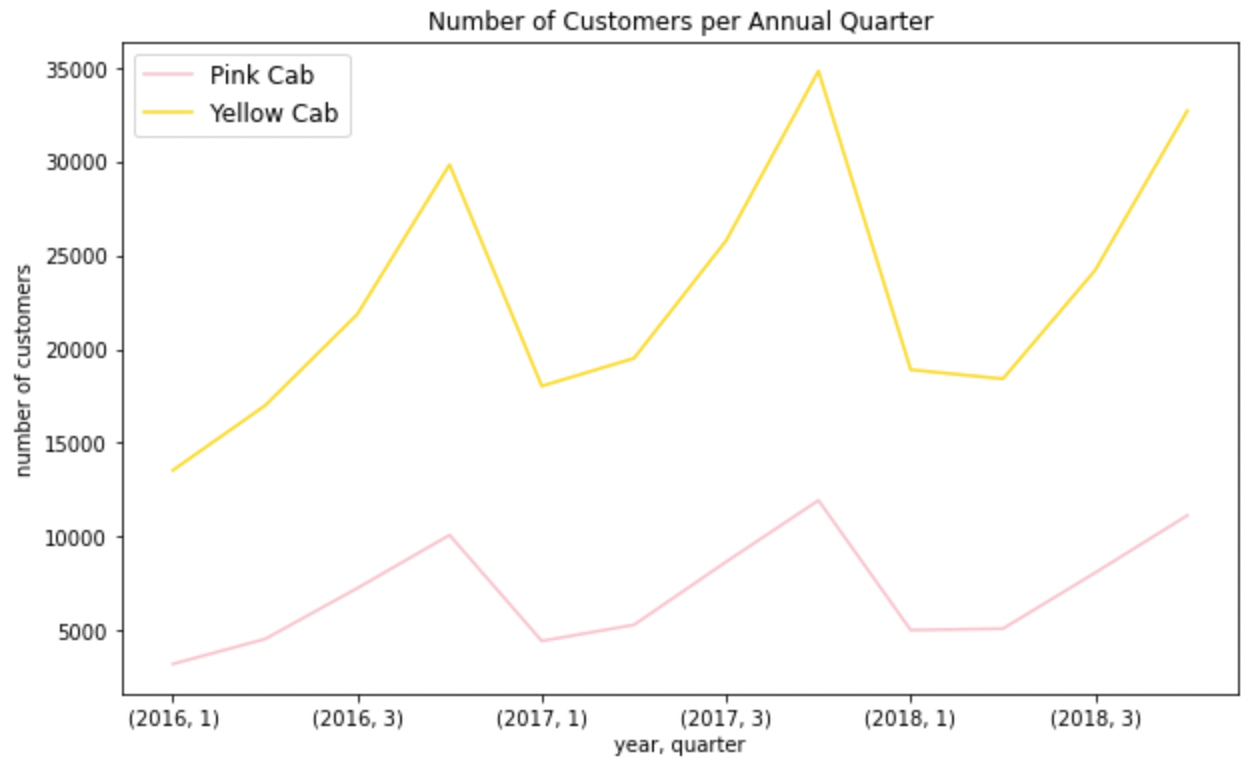 Number of Customers per Annual Quarter
Pink Cab
Yellow Cab
35000
30000
25000
20000
15000
10000
5000
number of customers
(2016, 1) (2016, 3) (2017, 1) (2017, 3) (2018, 1) (2018, 3)
year, quarter